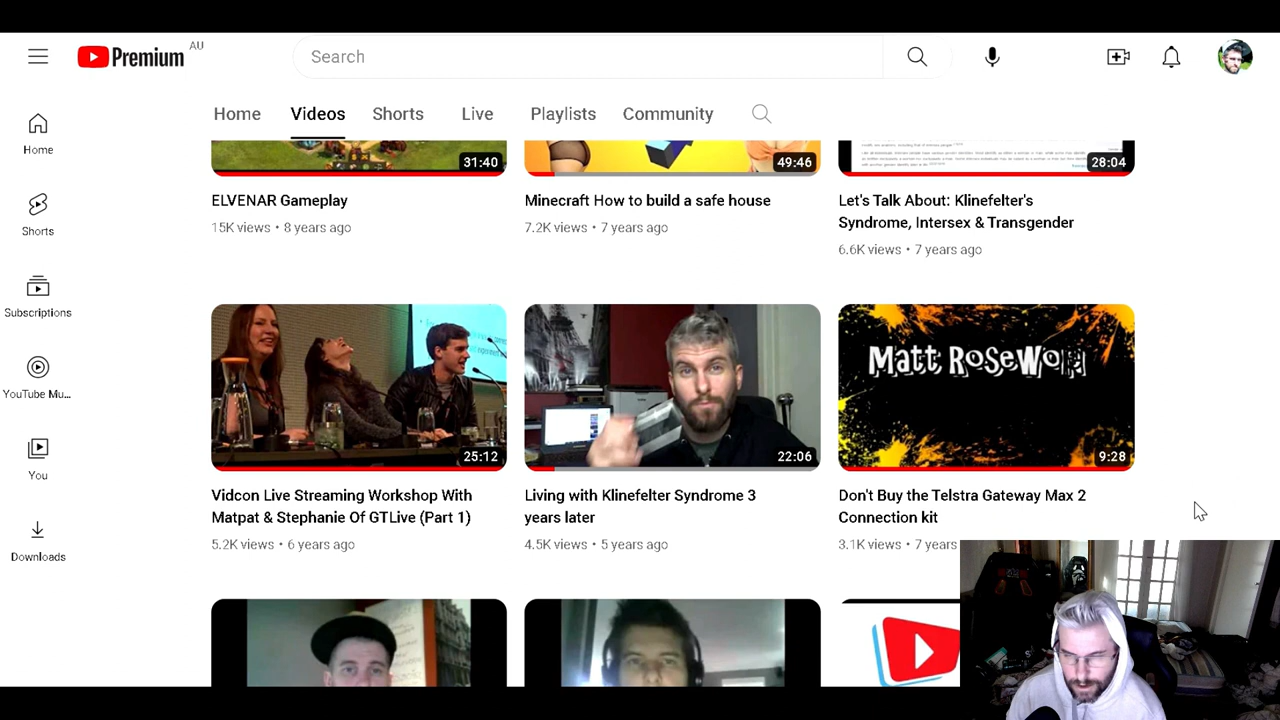 Premium
AU
Search
Home
Videos
Shorts
Live
Playlists
Community
Home
Shorts
Subscriptions
YouTube Mu...
You
Downloads
31:40
49:46
28:04
ELVENAR Gameplay
15K views • 8 years ago
Minecraft How to build a safe house
7.2K views • 7 years ago
Let's Talk About: Klinefelter's
Syndrome, Intersex & Transgender
6.6K views • 7 years ago
25:12
22:06
Matt RoseWold
9:28
Vidcon Live Streaming Workshop With
Matpat & Stephanie Of GTLive (Part 1)
5.2K views • 6 years ago
Living with Klinefelter Syndrome 3
years later
4.5K views • 5 years ago
Don't Buy the Telstra Gateway Max 2
Connection kit
3.1K views • 7 years